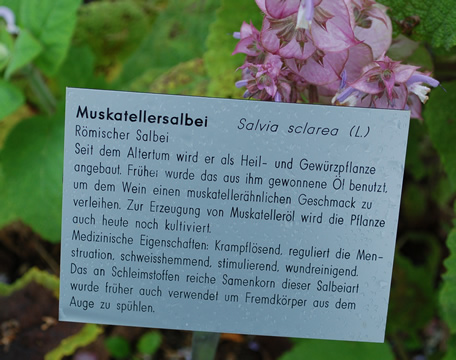 Muskatellersalbei Salvia sclarea (L)
Römischer Salbei
Seit dem Altertum wird er als Heil- und Gewürzpflanze
angebaut. Früher wurde das aus ihm gewonnene Öl benutzt,
um dem Wein einen muskatellerähnlichen Geschmack zu
verleihen. Zur Erzeugung von Muskatelleröl wird die Pflanze
auch heute noch kultiviert.
Medizinische Eigenschaften: Krampflösend, reguliert die Men-
struation, schweisshemmend, stimulierend, wundreinigend.
Das an Schleimstoffen reiche Samenkorn dieser Salbeiart
wurde früher auch verwendet um Fremdkörper aus dem
Auge zu spühlen.